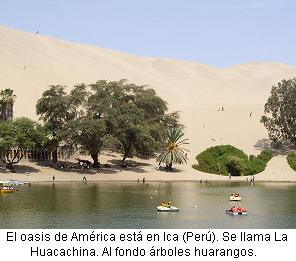 El oasis de América está en Ica (Perú). Se llama La
Huacachina. Al fondo árboles huarangos.